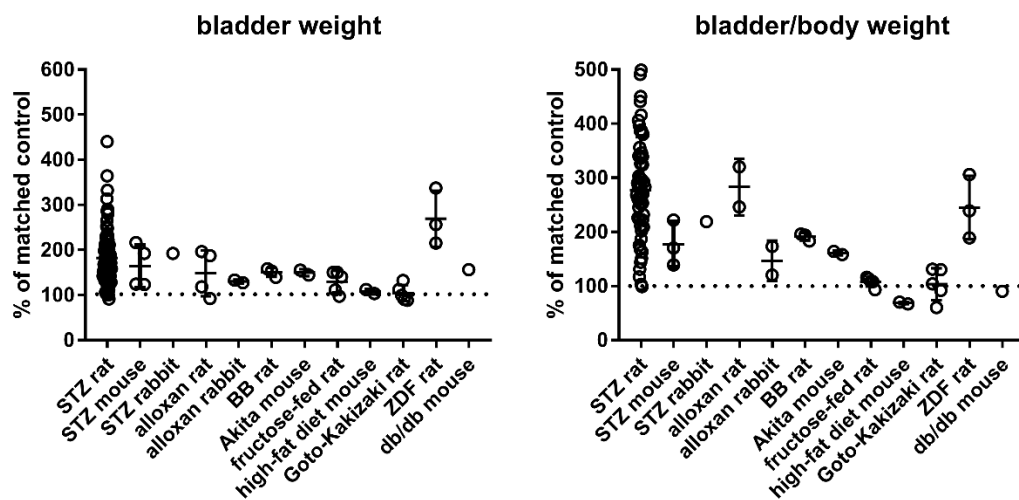 bladder weight
% of matched control
600
500
400
300
200
100
0
STZ rat
STZ mouse
STZ rabbit
alloxan rat
alloxan rabbit
BB rat
Akita mouse
fructose-fed rat
high-fat diet mouse
Goto-Kakizaki rat
ZDF rat
db/db mouse
bladder/body weight
% of matched control
500
400
300
200
100
0
STZ rat
STZ mouse
STZ rabbit
alloxan rat
alloxan rabbit
BB rat
Akita mouse
fructose-fed rat
high-fat diet mouse
Goto-Kakizaki rat
ZDF rat
db/db mouse